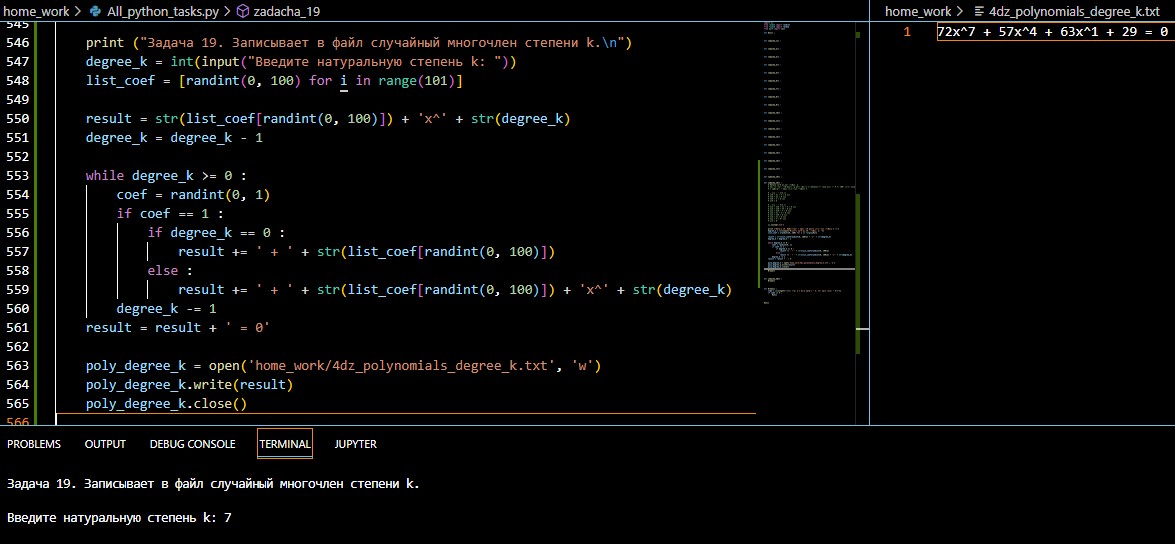 home_work > All_python_tasks.py > zadacha_19
545
546 print ("Задача 19. Записывает в файл случайный многочлен степени k.\n")
547 degree_k = int(input("Введите натуральную степень k: "))
548 list_coef = [randint(0, 100) for i in range(101)]
549
550 result = str(list_coef[randint(0, 100)]) + 'x^' + str(degree_k)
551 degree_k = degree_k - 1
552
553 while degree_k >= 0 :
554 coef = randint(0, 1)
555 if coef == 1 :
556 if degree_k == 0 :
557 result += ' + ' + str(list_coef[randint(0, 100)])
558 else :
559 result += ' + ' + str(list_coef[randint(0, 100)]) + 'x^' + str(degree_k)
560 degree_k -= 1
561 result = result + ' = 0'
562
563 poly_degree_k = open('home_work/4dz_polynomials_degree_k.txt', 'w')
564 poly_degree_k.write(result)
565 poly_degree_k.close()
566
home_work > 4dz_polynomials_degree_k.txt
1 72x^7 + 57x^4 + 63x^1 + 29 = 0
PROBLEMS OUTPUT DEBUG CONSOLE TERMINAL JUPYTER
Задача 19. Записывает в файл случайный многочлен степени k.
Введите натуральную степень k: 7